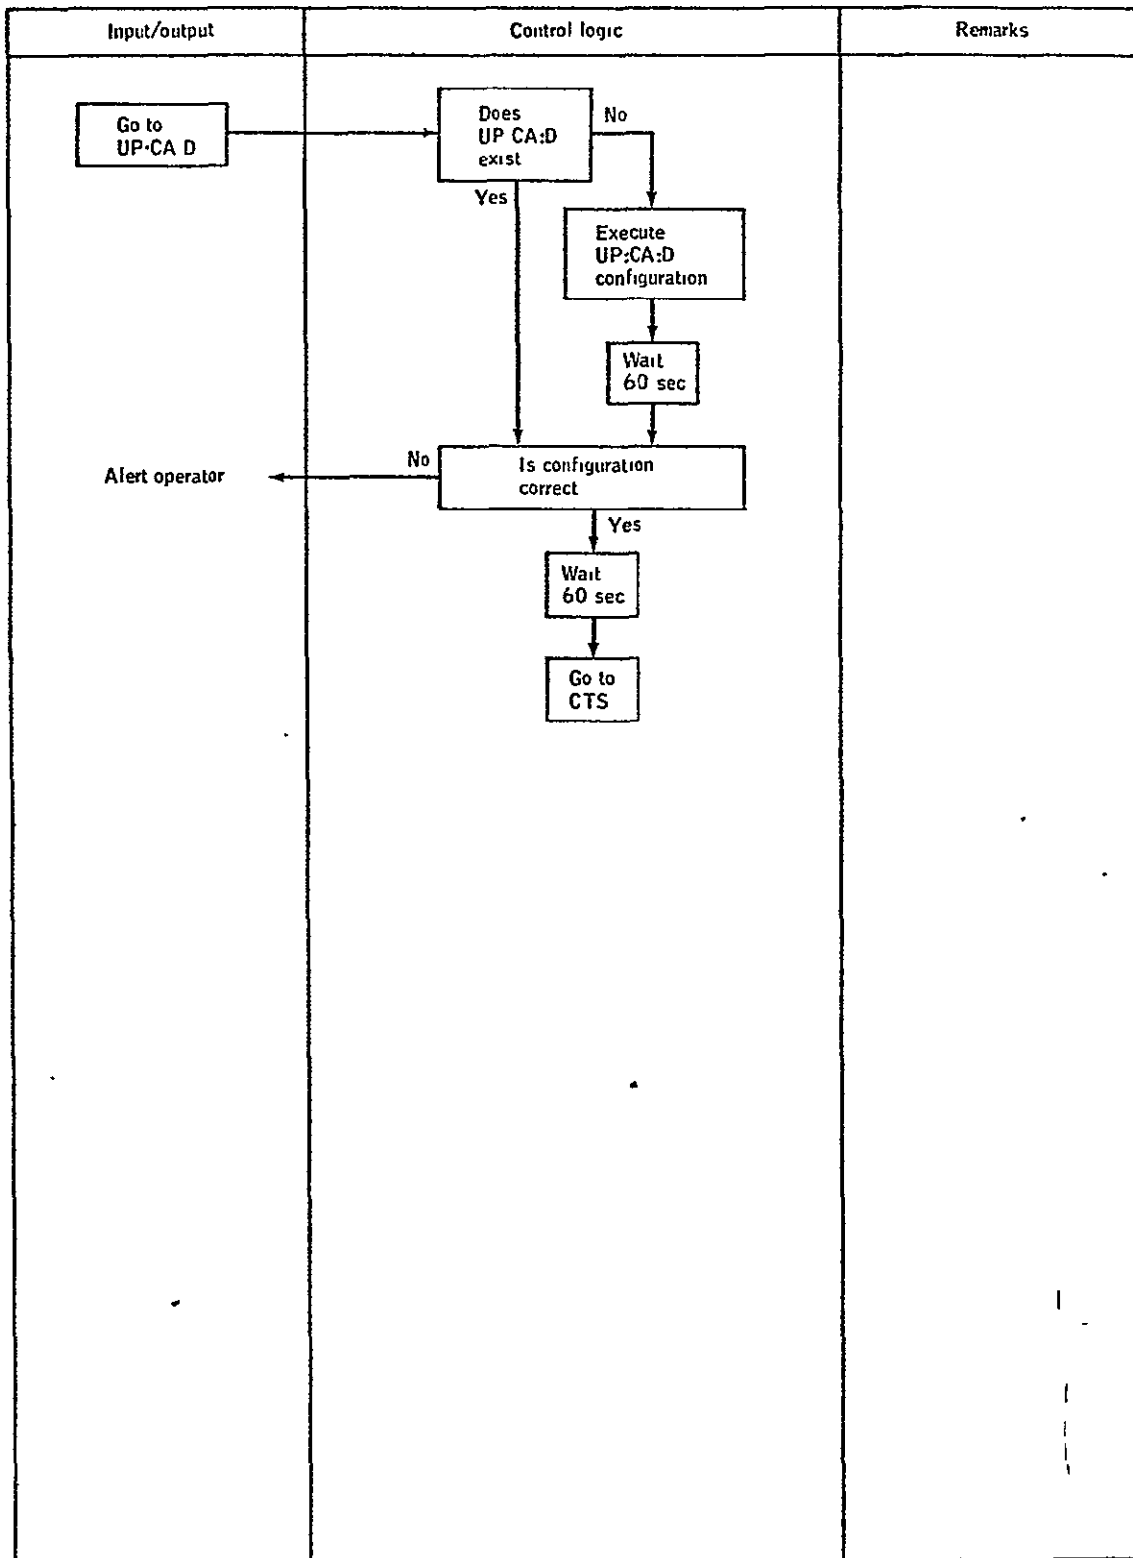 Input/output
Control logic
Remarks
Go to
UP·CA D
Does
UP CA:D
exist
No
Yes
Execute
UP:CA:D
configuration
Wait
60 sec
Is configuration
correct
No
Alert operator
Yes
Wait
60 sec
Go to
CTS